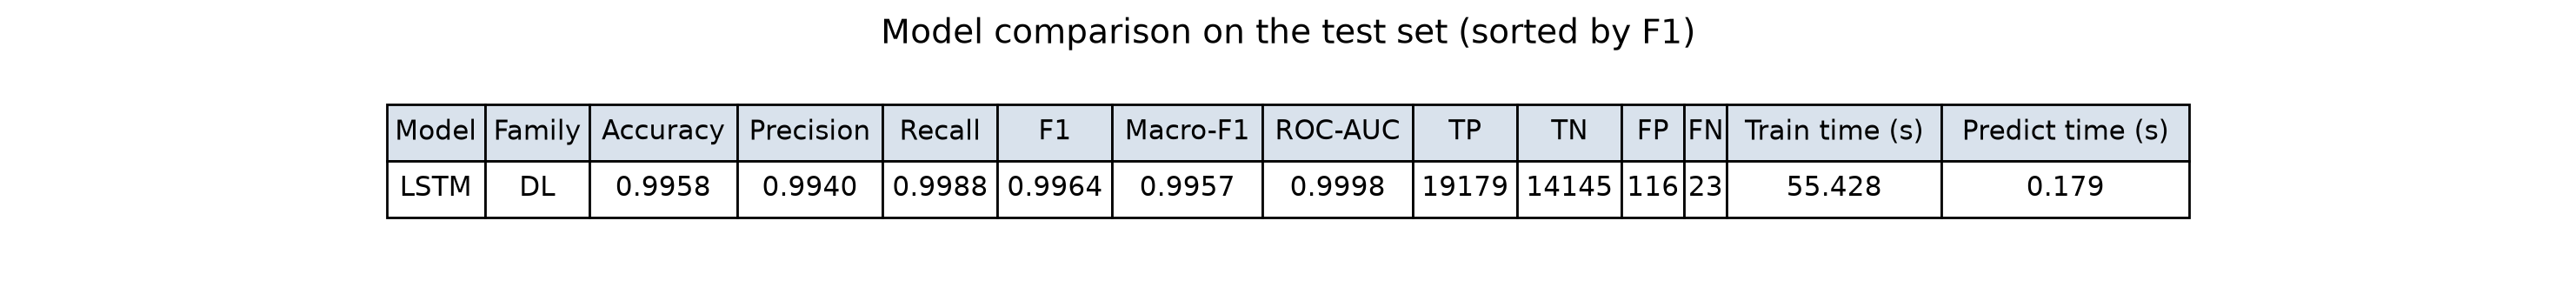 Model comparison on the test set (sorted by F1)
Model Family Accuracy Precision Recall F1 Macro-F1 ROC-AUC TP TN FP FN Train time (s) Predict time (s)
LSTM DL 0.9958 0.9940 0.9988 0.9964 0.9957 0.9998 19179 14145 116 23 55.428 0.179